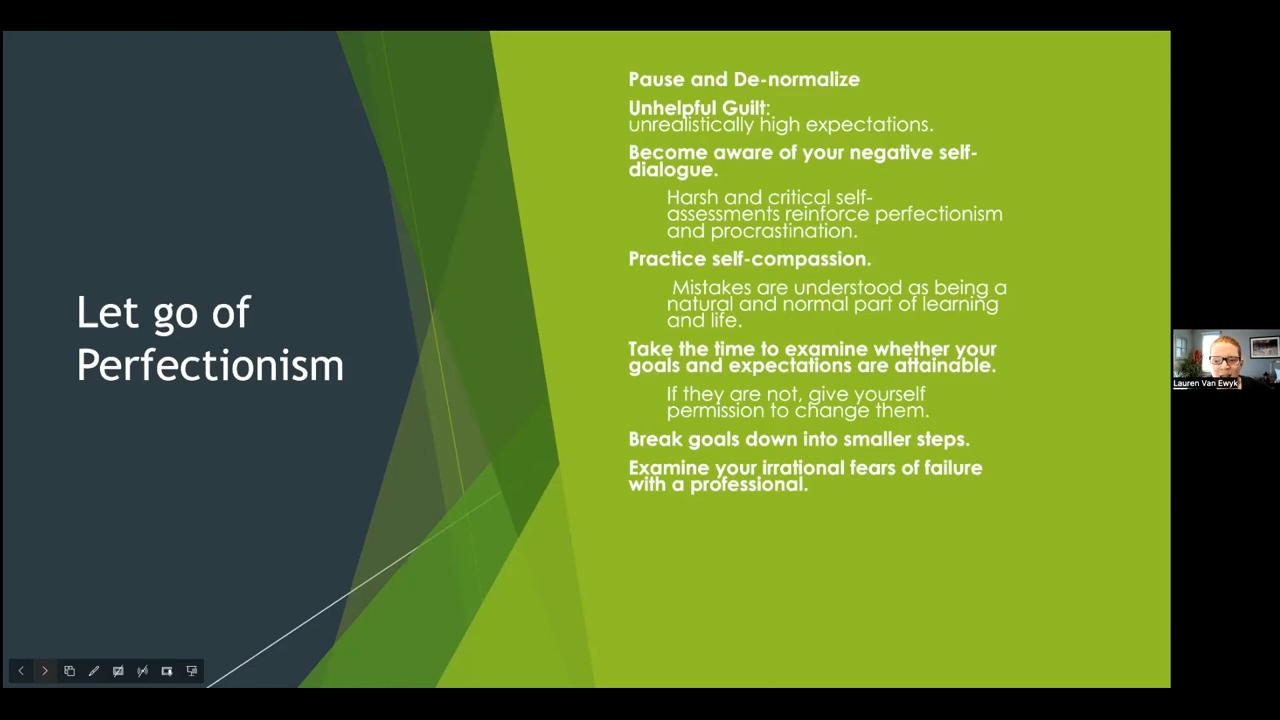 Let go of
Perfectionism
Pause and De-normalize
Unhelpful Guilt:
unrealistically high expectations.
Become aware of your negative self-
dialogue.
Harsh and critical self-
assessments reinforce perfectionism
and procrastination.
Practice self-compassion.
Mistakes are understood as being a
natural and normal part of learning
and life.
Take the time to examine whether your
goals and expectations are attainable.
If they are not, give yourself
permission to change them.
Break goals down into smaller steps.
Examine your irrational fears of failure
with a professional.
Lauren Van Ewyk